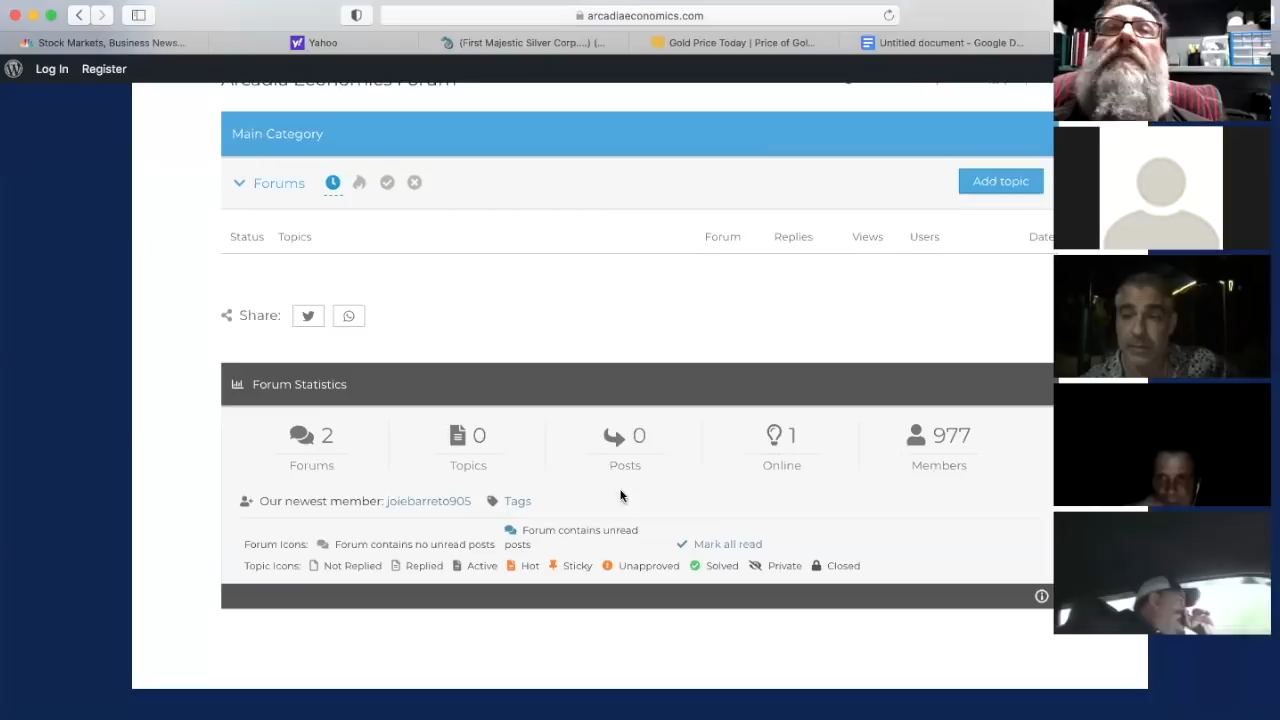 arcadiaeconomics.com
Stock Markets, Business News...
Yahoo
(First Majestic Silver Corp....) (...
Gold Price Today | Price of Gol...
Untitled document - Google D...
Log In Register
Arcadia Economics Forum
Main Category
Forums
Add topic
Status Topics Forum Replies Views Users Date
Share:
Forum Statistics
2 0 0 1 977
Forums Topics Posts Online Members
Our newest member: joiebarreto905 Tags
Forum Icons: Forum contains no unread posts Forum contains unread posts Mark all read
Topic Icons: Not Replied Replied Active Hot Sticky Unapproved Solved Private Closed